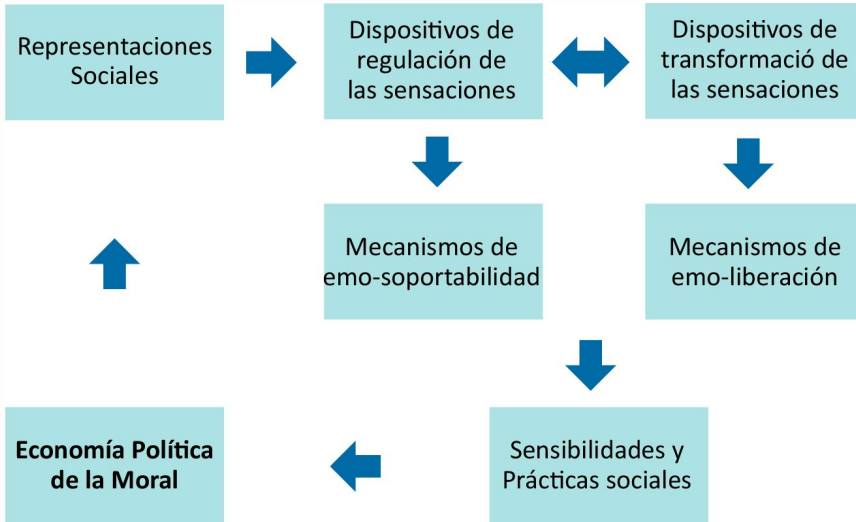 Representaciones
Sociales
Dispositivos de
regulación de
las sensaciones
Dispositivos de
transformació de
las sensaciones
Mecanismos de
emo-soportabilidad
Mecanismos de
emo-liberación
Economía Política
de la Moral
Sensibilidades y
Prácticas sociales